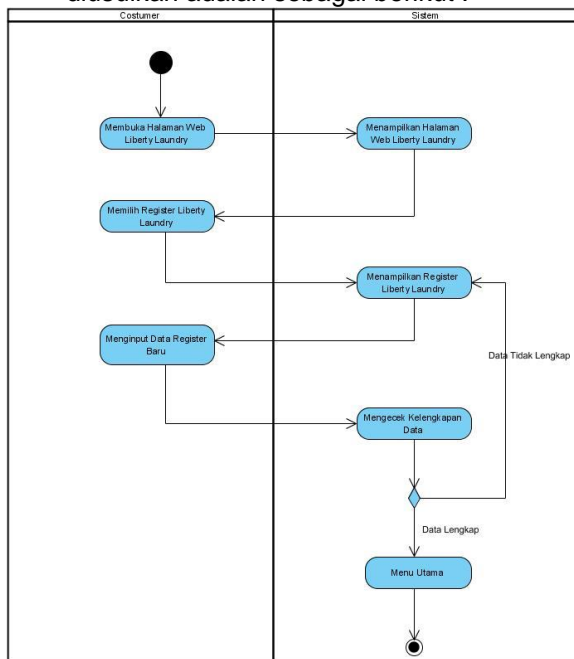 diusulkan adalah sebagai berikut :
Costumer
Sistem
Membuka Halaman Web
Liberty Laundry
Menampilkan Halaman
Web Liberty Laundry
Memilih Register Liberty
Laundry
Menampilkan Register
Liberty Laundry
Menginput Data Register
Baru
Data Tidak Lengkap
Mengecek Kelengkapan
Data
Data Lengkap
Menu Utama